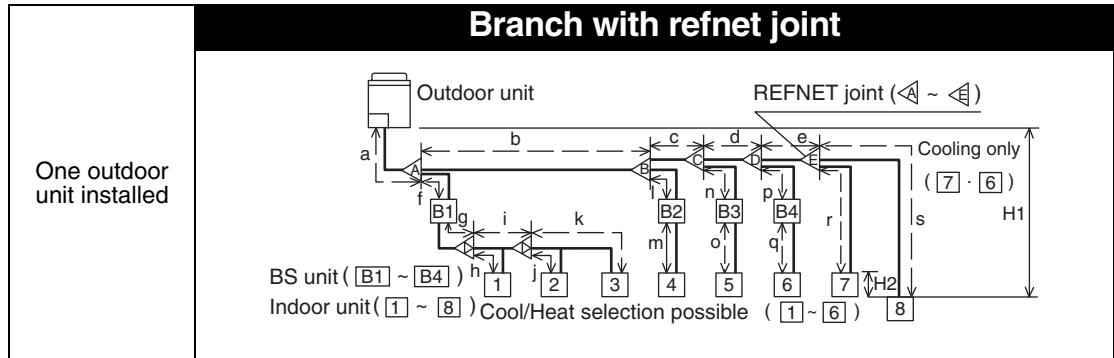 Branch with refnet joint
One outdoor
unit installed
Outdoor unit
REFNET joint ( A ~ E )
a
b
c
d
e
Cooling only
( 7 · 6 )
H1
A
B
C
D
E
f
l
n
p
r
s
B1
B2
B3
B4
g
i
k
m
o
q
h
j
H2
1
2
3
4
5
6
7
8
BS unit ( B1 ~ B4 )
Indoor unit ( 1 ~ 8 ) Cool/Heat selection possible ( 1 ~ 6 )